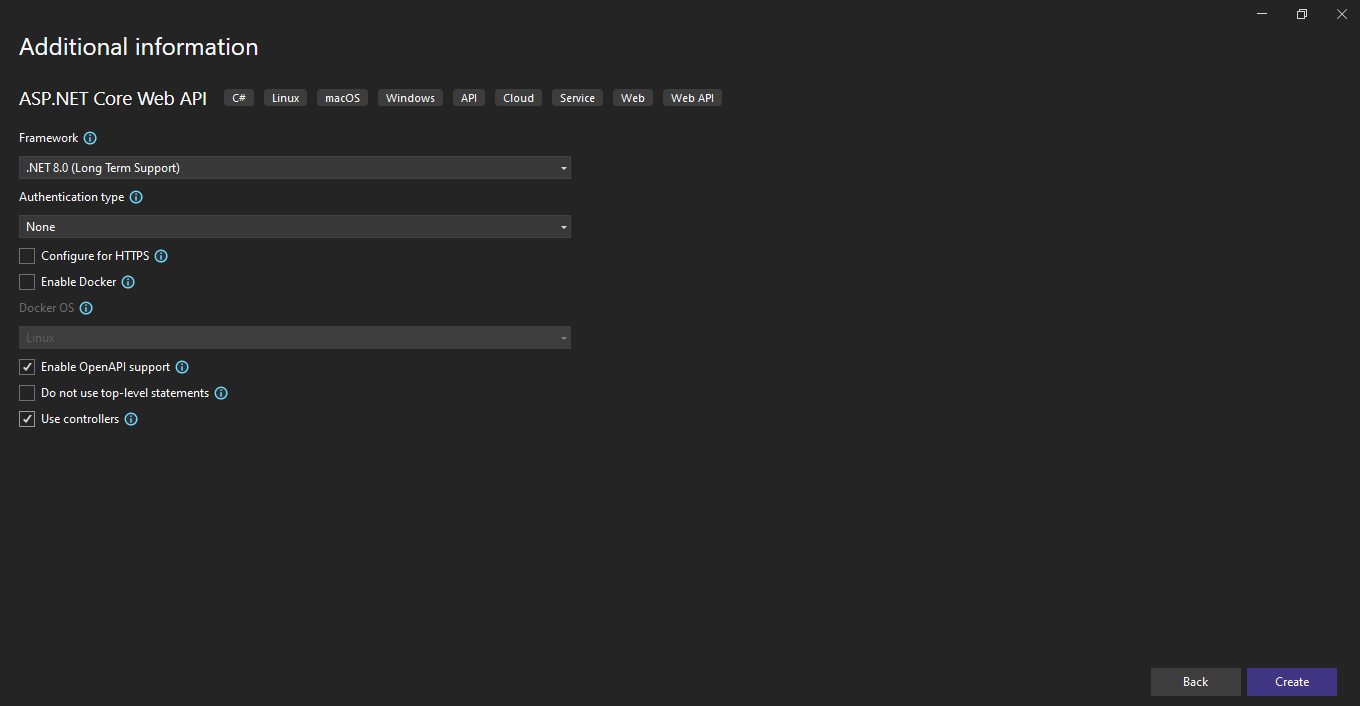 Additional information
ASP.NET Core Web API C# Linux macOS Windows API Cloud Service Web Web API
Framework
.NET 8.0 (Long Term Support)
Authentication type
None
Configure for HTTPS
Enable Docker
Docker OS
Linux
Enable OpenAPI support
Do not use top-level statements
Use controllers
Back Create